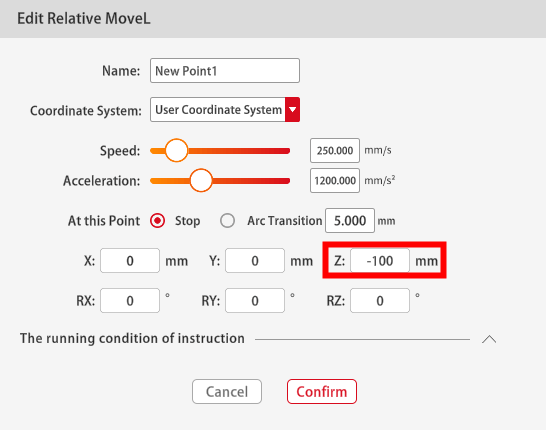 Edit Relative MoveL
Name: New Point1
Coordinate System: User Coordinate System
Speed: 250.000 mm/s
Acceleration: 1200.000 mm/s²
At this Point Stop Arc Transition 5.000 mm
X: 0 mm Y: 0 mm Z: -100 mm
RX: 0 ° RY: 0 ° RZ: 0 °
The running condition of instruction
Cancel Confirm